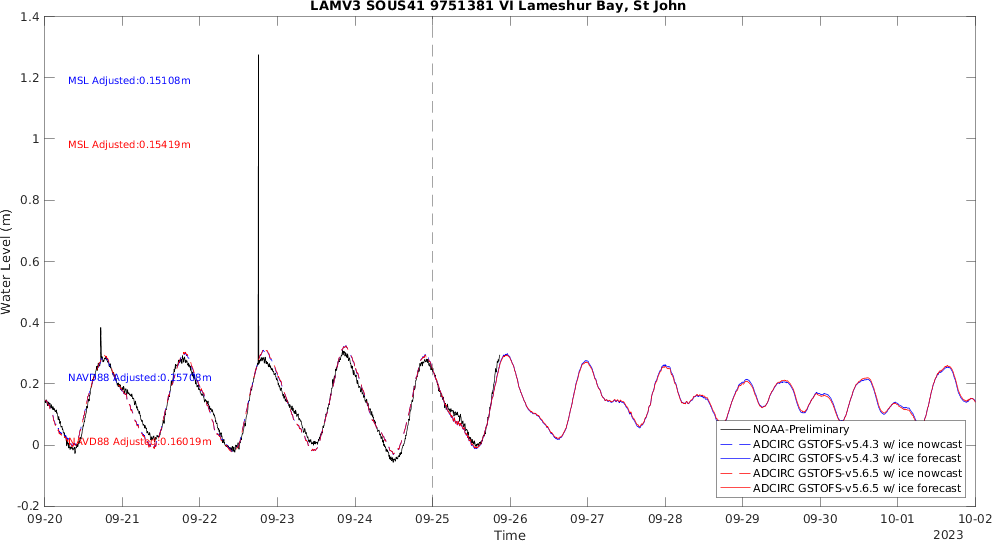 LAMV3 SOUS41 9751381 VI Lameshur Bay, St John
Water Level (m)
1.4
1.2
1
0.8
0.6
0.4
0.2
0
-0.2
MSL Adjusted:0.15108m
MSL Adjusted:0.15419m
NAVD88 Adjusted:0.15708m
NAVD88 Adjusted:0.16019m
NOAA-Preliminary
ADCIRC GSTOFS-v5.4.3 w/ ice nowcast
ADCIRC GSTOFS-v5.4.3 w/ ice forecast
ADCIRC GSTOFS-v5.6.5 w/ ice nowcast
ADCIRC GSTOFS-v5.6.5 w/ ice forecast
09-20 09-21 09-22 09-23 09-24 09-25 09-26 09-27 09-28 09-29 09-30 10-01 10-02
Time
2023